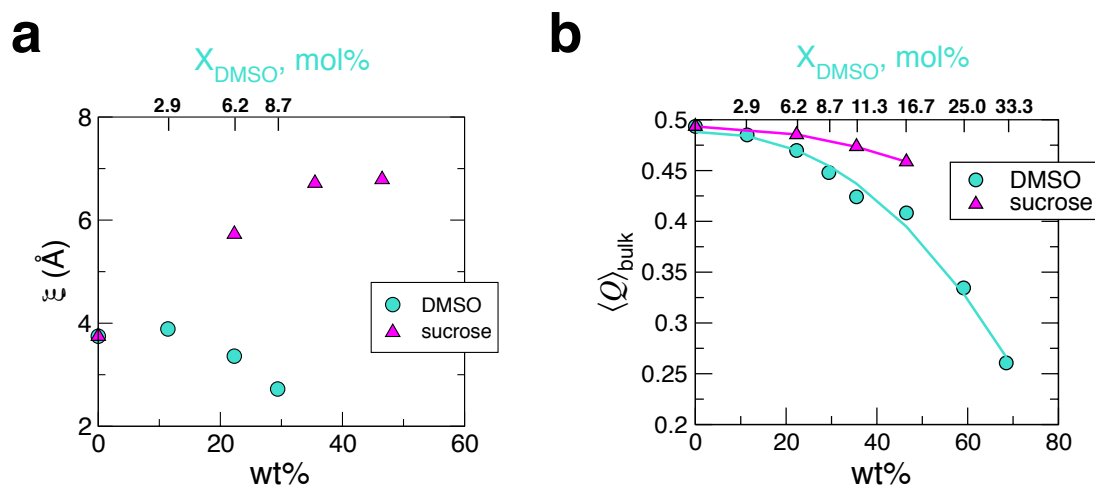 a
X_DMSO, mol%
2.9 6.2 8.7
8
6
4
2
0 20 40 60
ξ (Å)
wt%
DMSO
sucrose
b
X_DMSO, mol%
2.9 6.2 8.7 11.3 16.7 25.0 33.3
0.5
0.45
0.4
0.35
0.3
0.25
0.2
0 20 40 60 80
⟨Q⟩bulk
wt%
DMSO
sucrose